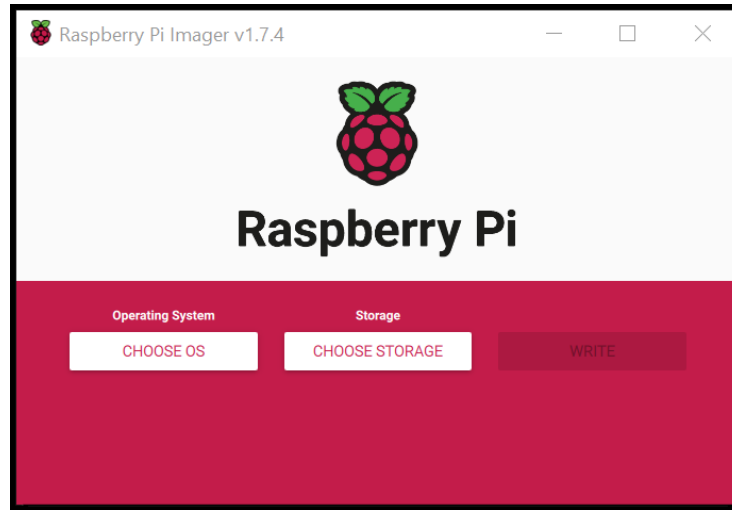 Raspberry Pi Imager v1.7.4
Raspberry Pi
Operating System
Storage
CHOOSE OS
CHOOSE STORAGE
WRITE